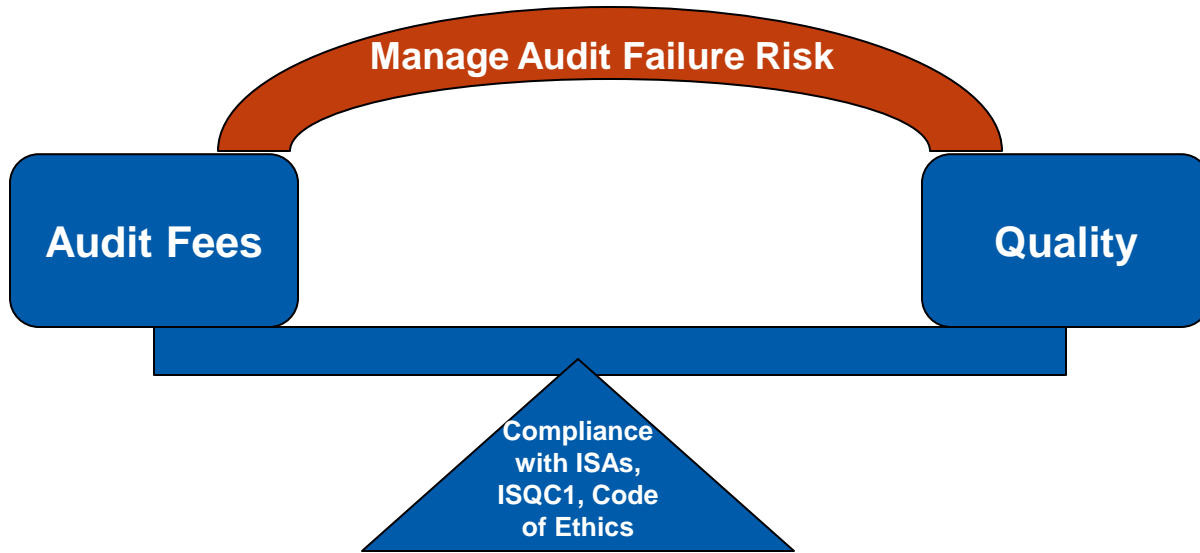 Manage Audit Failure Risk
Audit Fees
Quality
Compliance
with ISAs,
ISQC1, Code
of Ethics